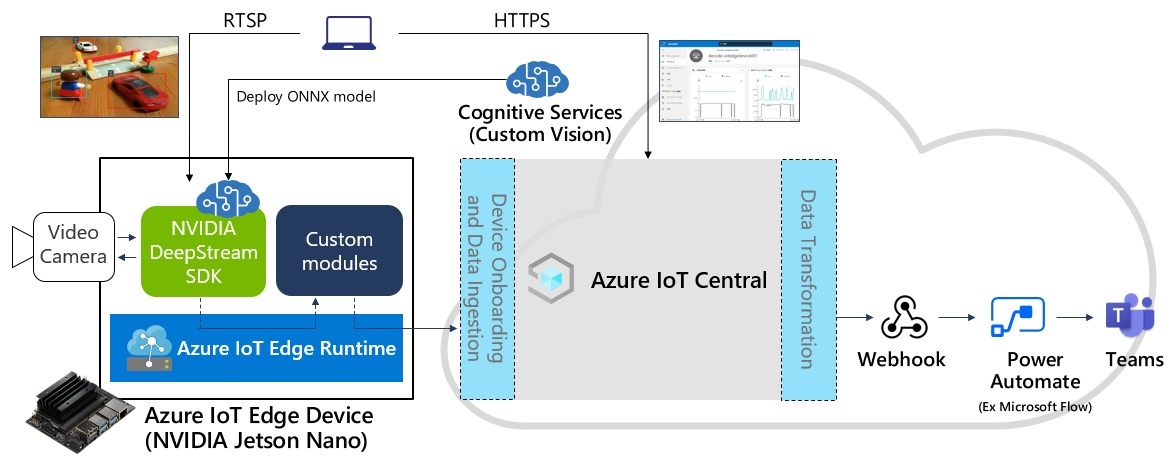 RTSP
HTTPS
Deploy ONNX model
Cognitive Services
(Custom Vision)
Video
Camera
NVIDIA
DeepStream
SDK
Custom
modules
Azure IoT Edge Runtime
Azure IoT Edge Device
(NVIDIA Jetson Nano)
Device Onboarding
and Data Ingestion
Azure IoT Central
Data Transformation
Webhook
Power
Automate
(Ex Microsoft Flow)
T
Teams